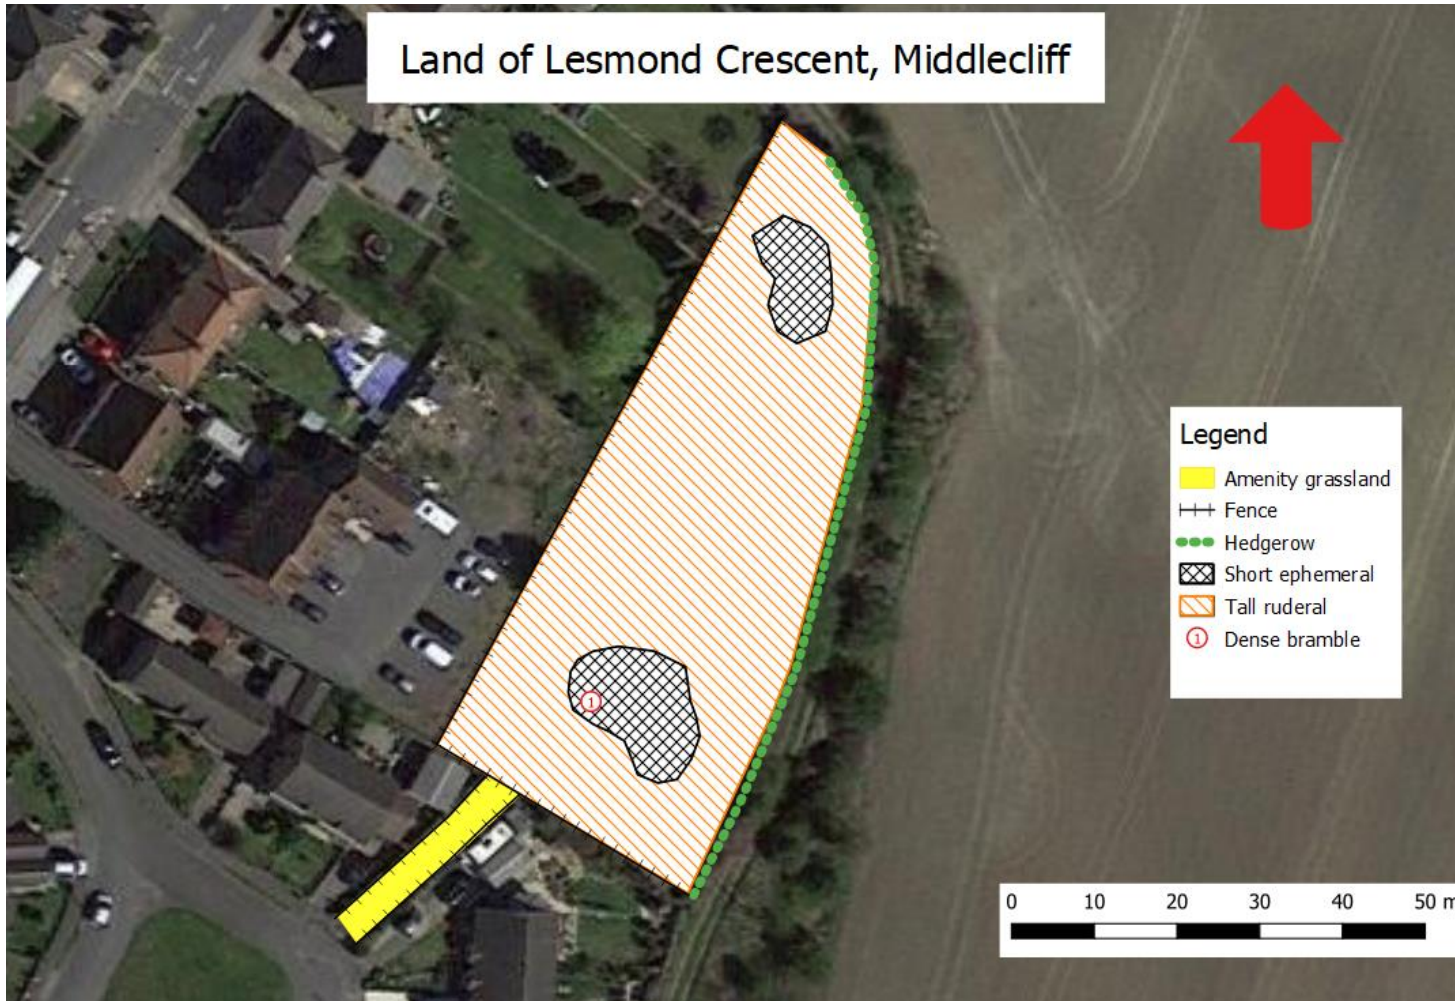 Land of Lesmond Crescent, Middlecliff
Legend
Amenity grassland
Fence
Hedgerow
Short ephemeral
Tall ruderal
1 Dense bramble
1
0 10 20 30 40 50 m